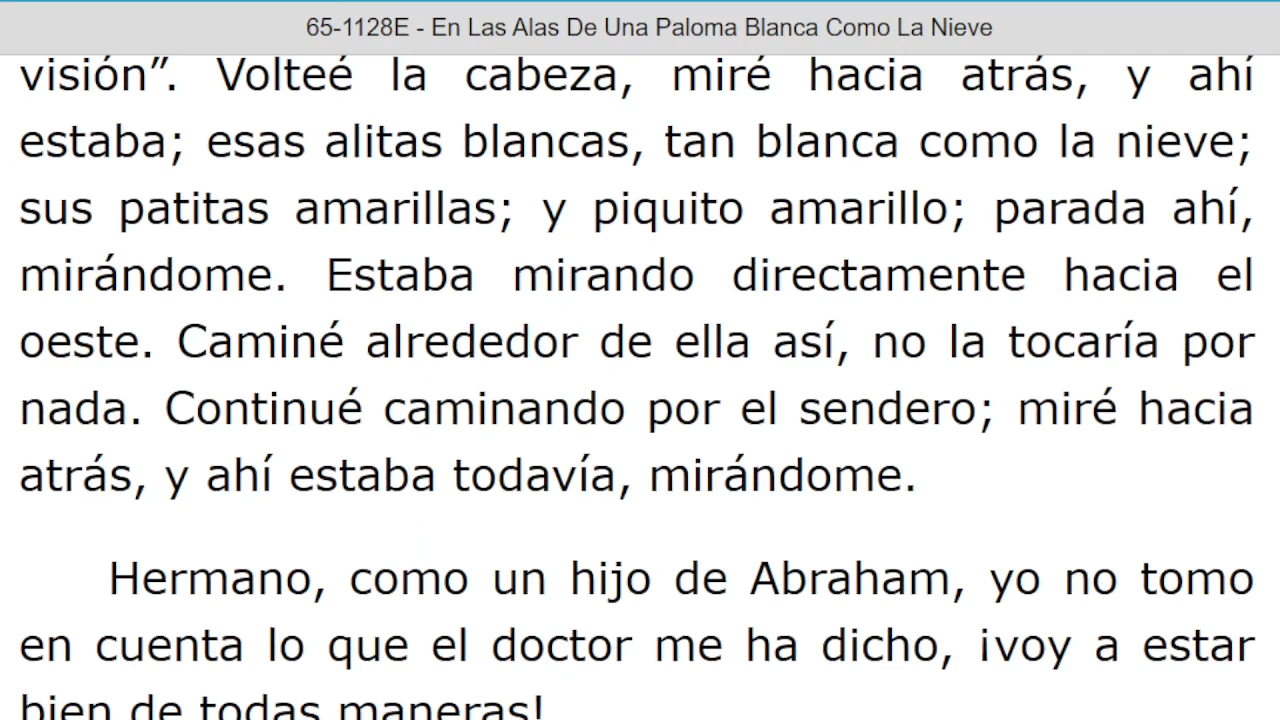 65-1128E - En Las Alas De Una Paloma Blanca Como La Nieve
visión”. Volteé la cabeza, miré hacia atrás, y ahí
estaba; esas alitas blancas, tan blanca como la nieve;
sus patitas amarillas; y piquito amarillo; parada ahí,
mirándome. Estaba mirando directamente hacia el
oeste. Caminé alrededor de ella así, no la tocaría por
nada. Continué caminando por el sendero; miré hacia
atrás, y ahí estaba todavía, mirándome.
Hermano, como un hijo de Abraham, yo no tomo
en cuenta lo que el doctor me ha dicho, ¡voy a estar
bien de todas maneras!